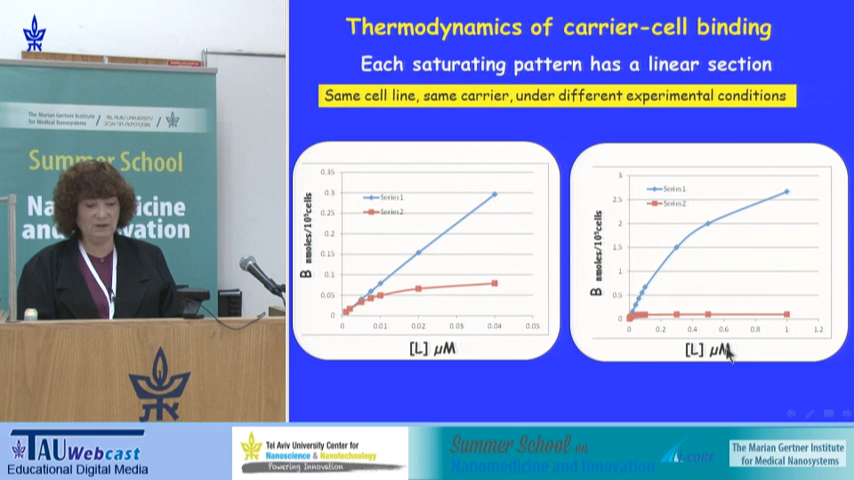 Thermodynamics of carrier-cell binding
Each saturating pattern has a linear section
Same cell line, same carrier, under different experimental conditions
The Marian Gertner Institute
for Medical Nanosystems
Summer School
and Innovation
B nmoles/10⁵cells
0.35
0.3
0.25
0.2
0.15
0.1
0.05
0
Series1
Series2
0
0.01
0.02
0.03
0.04
0.05
[L] µM
B nmoles/10⁵cells
3
2.5
2
1.5
1
0.5
0
Series1
Series2
0
0.2
0.4
0.6
0.8
1
1.2
[L] µM
TAU Webcast
Educational Digital Media
Tel Aviv University Center for
Nanoscience & Nanotechnology
Powering Innovation
Summer School on
Nanomedicine and Innovation
i-care
The Marian Gertner Institute
for Medical Nanosystems